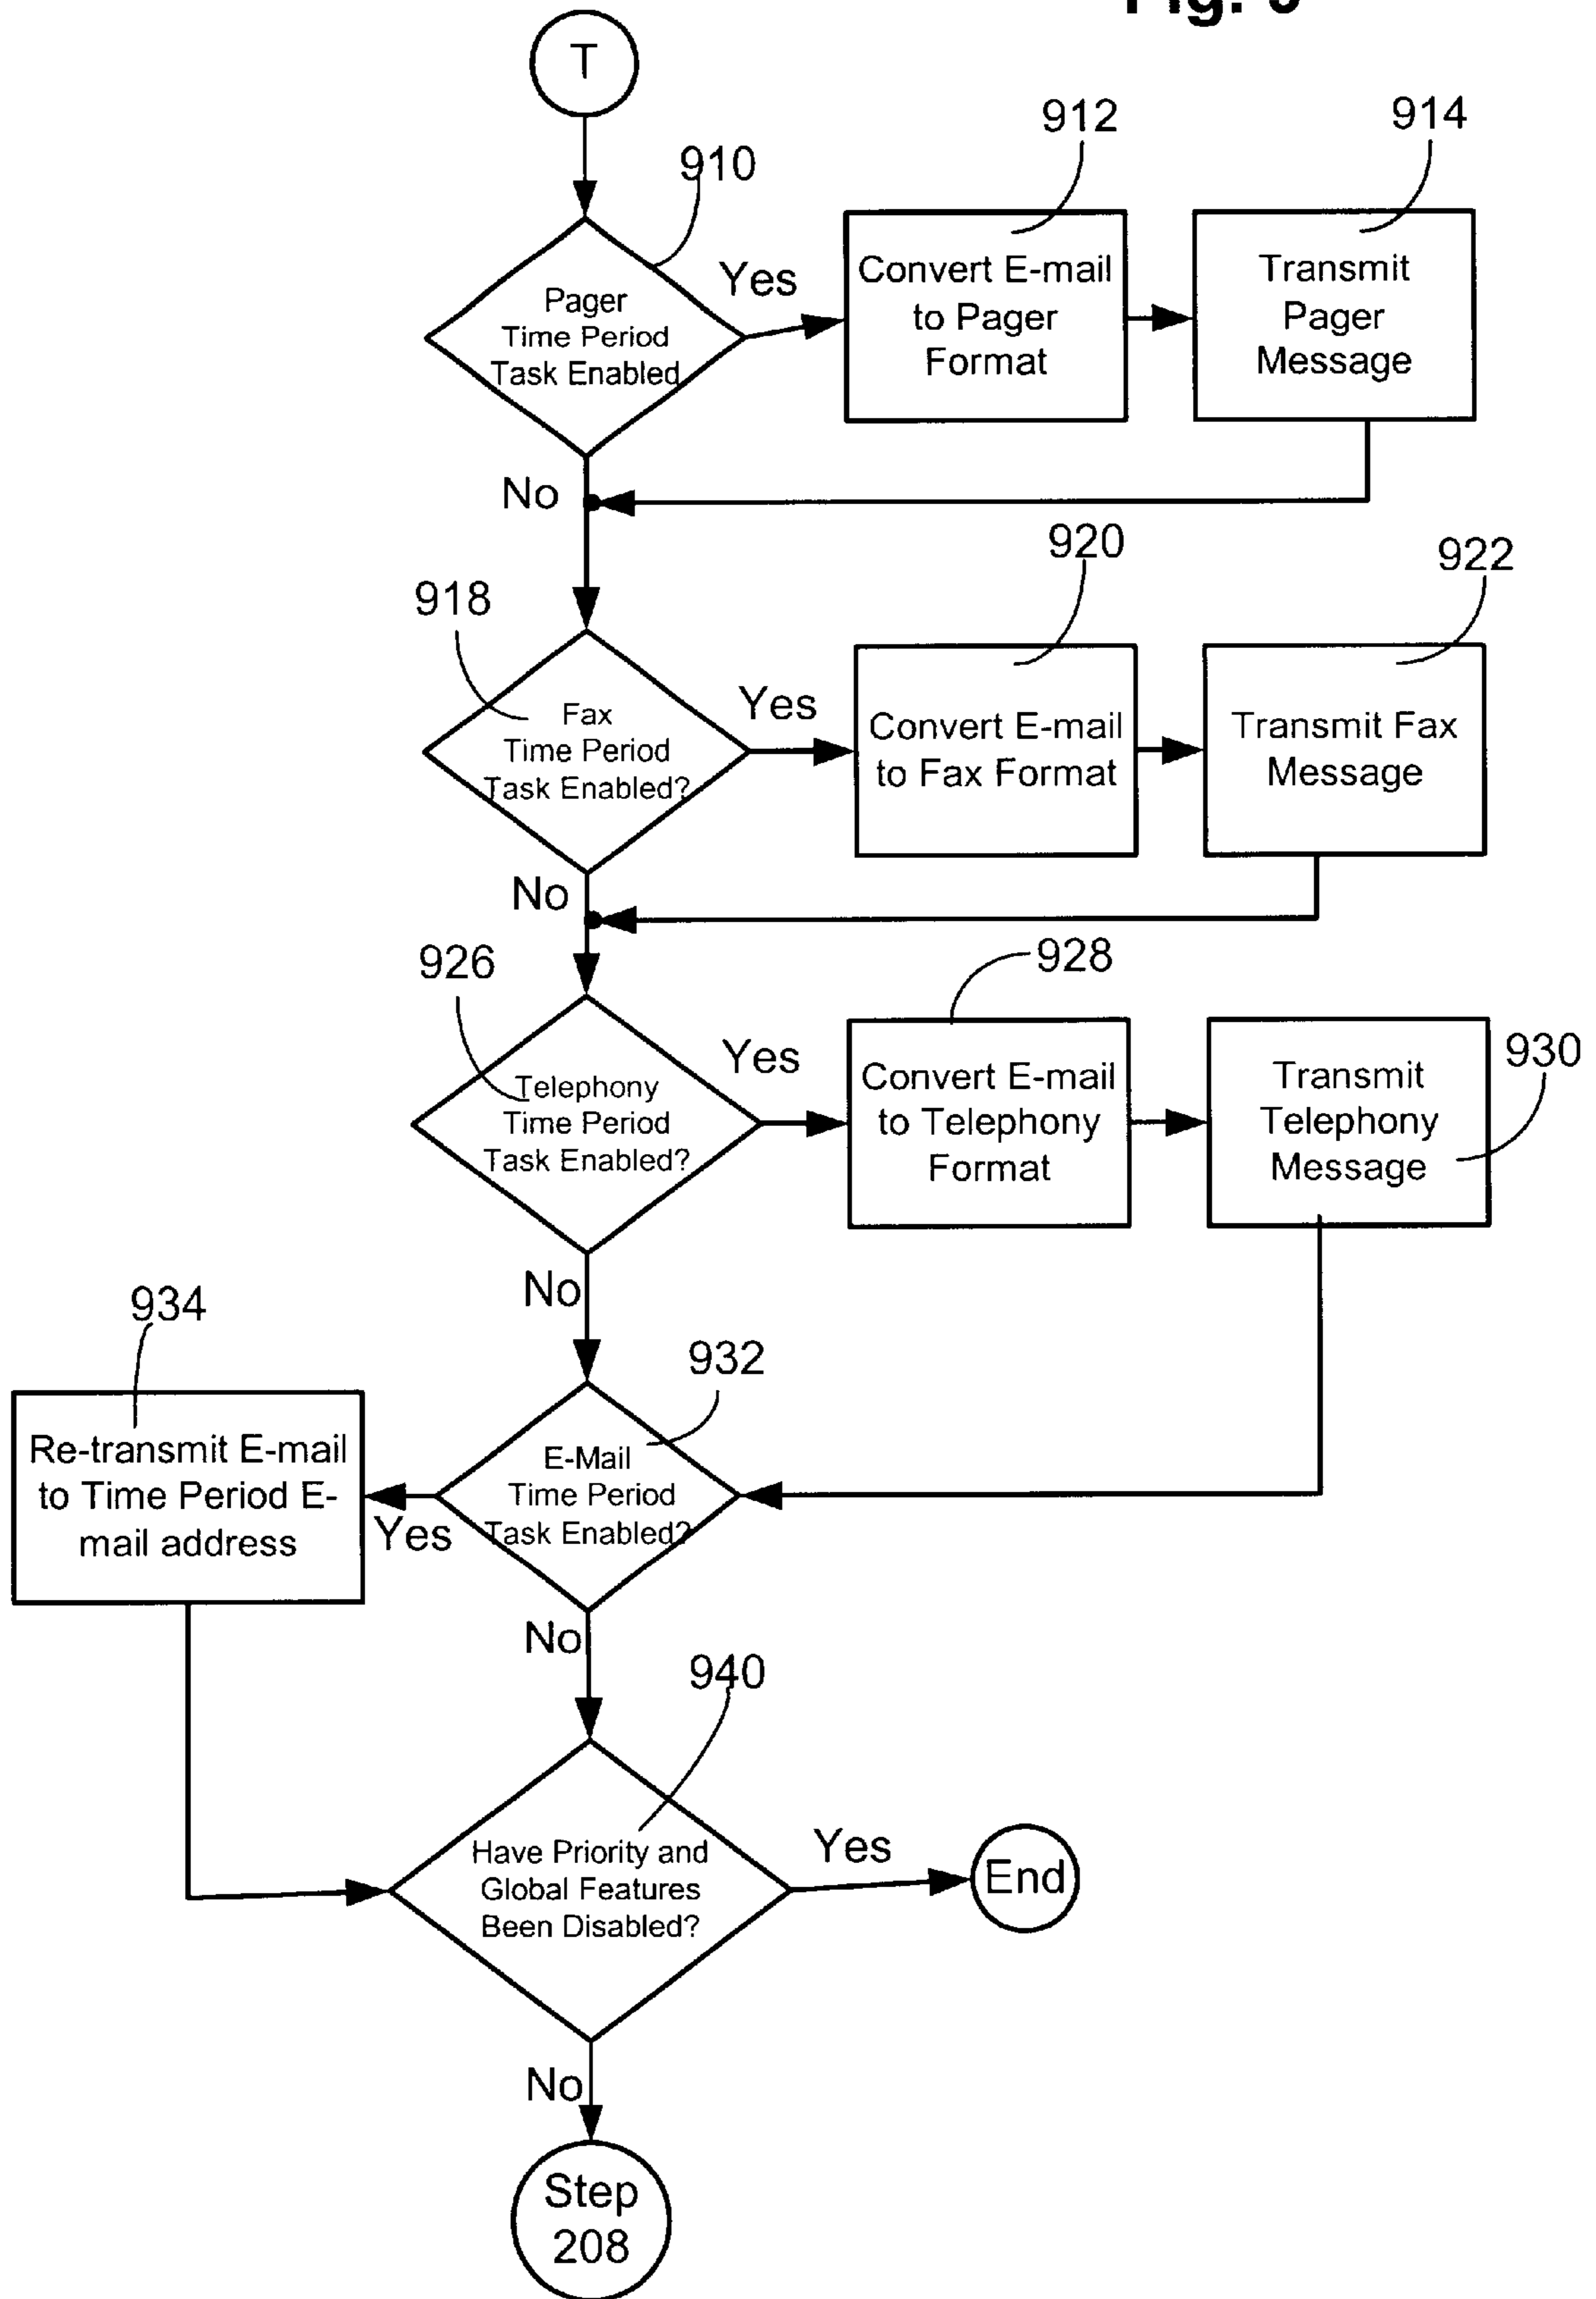 T
910
912
914
Pager
Time Period
Task Enabled
Yes
Convert E-mail
to Pager
Format
Transmit
Pager
Message
No
918
920
922
Fax
Time Period
Task Enabled?
Yes
Convert E-mail
to Fax Format
Transmit Fax
Message
No
926
928
930
Telephony
Time Period
Task Enabled?
Yes
Convert E-mail
to Telephony
Format
Transmit
Telephony
Message
No
934
932
Re-transmit E-mail
to Time Period E-
mail address
Yes
E-Mail
Time Period
Task Enabled?
No
940
Have Priority and
Global Features
Been Disabled?
Yes
End
No
Step
208